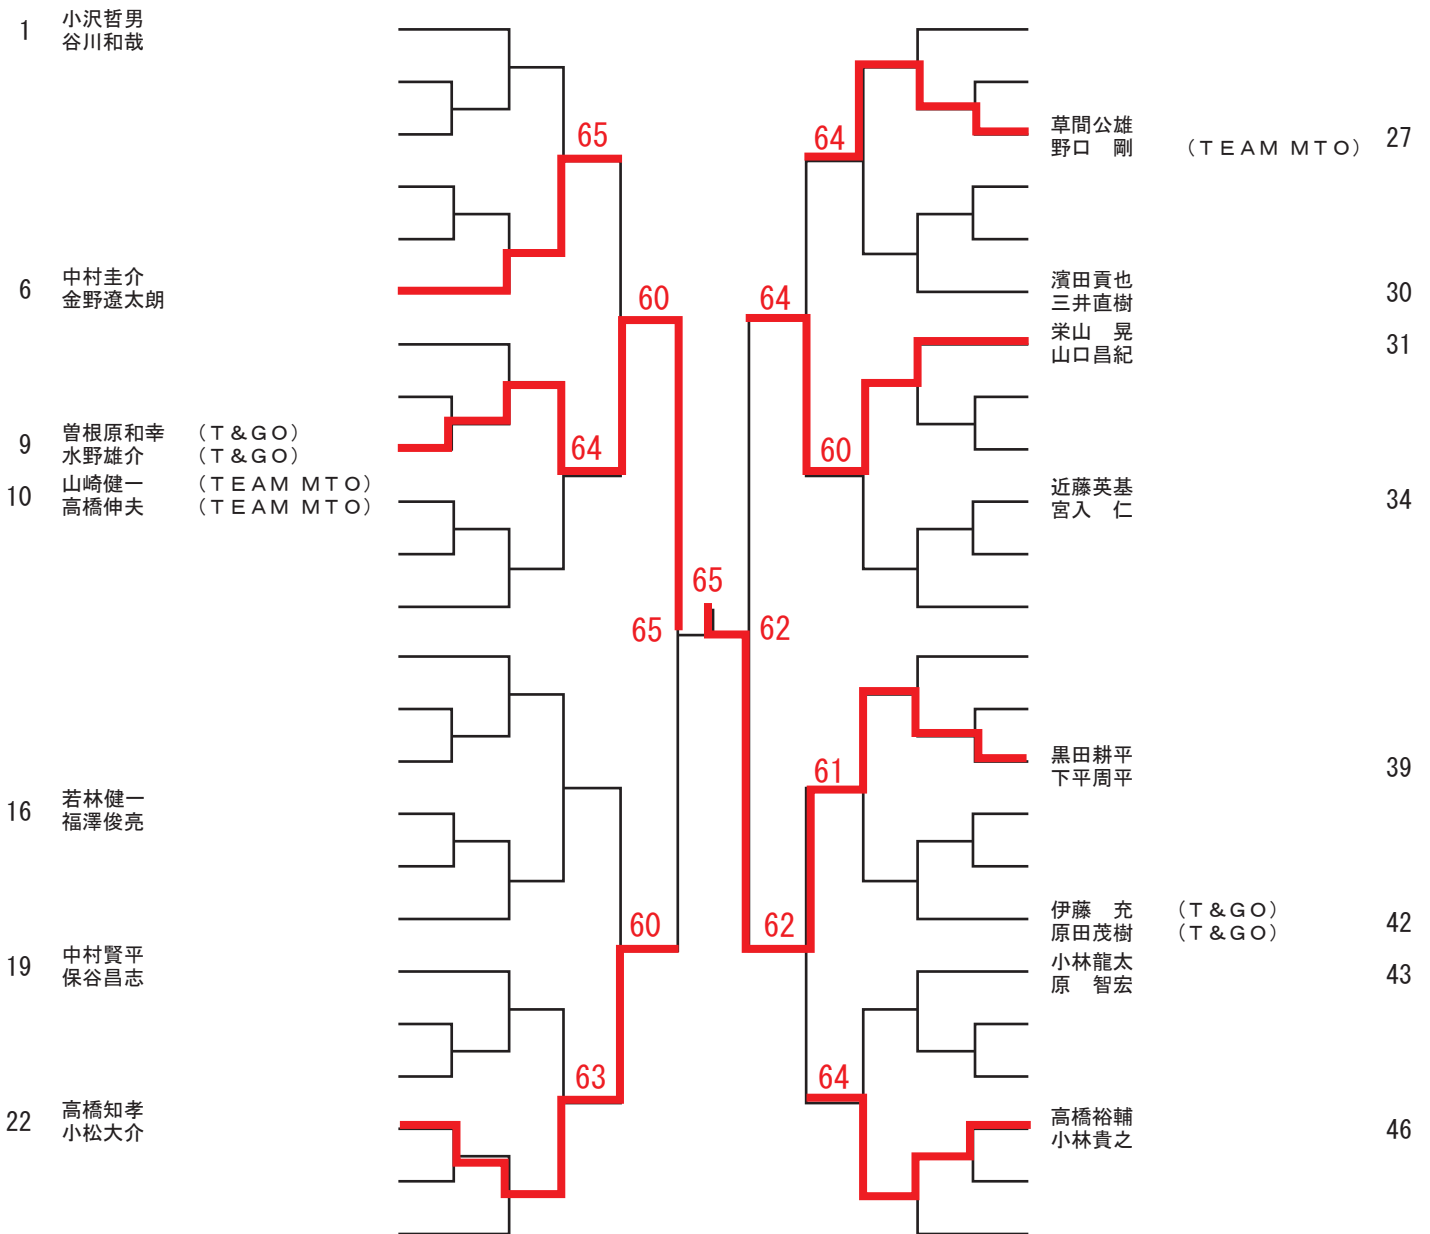 1 小沢哲男
谷川和哉
65
6 中村圭介
金野遼太朗
60
9 曽根原和幸 （T&GO）
水野雄介 （T&GO）
64
10 山崎健一 （TEAM MTO）
高橋伸夫 （TEAM MTO）
65
65
62
16 若林健一
福澤俊亮
60
19 中村賢平
保谷昌志
63
22 高橋知孝
小松大介
64
草間公雄 27
野口 剛 （TEAM MTO）
64
濱田貢也 30
三井直樹
栄山 晃 31
山口昌紀
60
近藤英基 34
宮入 仁
61
黒田耕平 39
下平周平
62
伊藤 充 （T&GO） 42
原田茂樹 （T&GO）
小林龍太 43
原 智宏
64
高橋裕輔 46
小林貴之